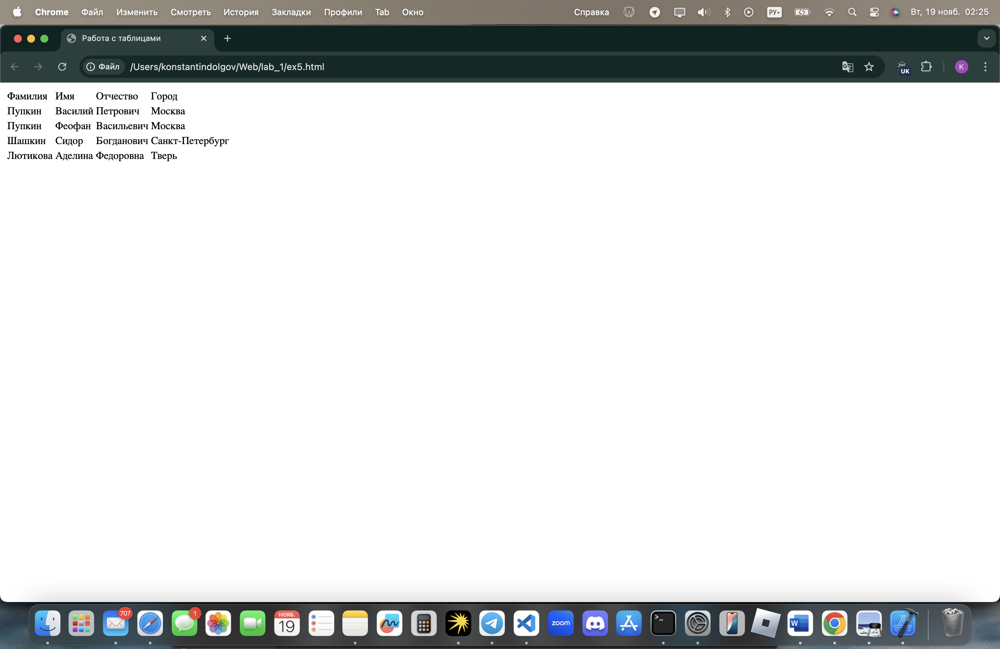 Chrome Файл Изменить Смотреть История Закладки Профили Tab Окно Справка РУ Вт, 19 нояб. 02:25
Работа с таблицами
Файл /Users/konstantindolgov/Web/lab_1/ex5.html UK K
Фамилия Имя Отчество Город
Пупкин Василий Петрович Москва
Пупкин Феофан Васильевич Москва
Шашкин Сидор Богданович Санкт-Петербург
Лютикова Аделина Федоровна Тверь
707 1 НОЯБ. 19 zoom >_ W